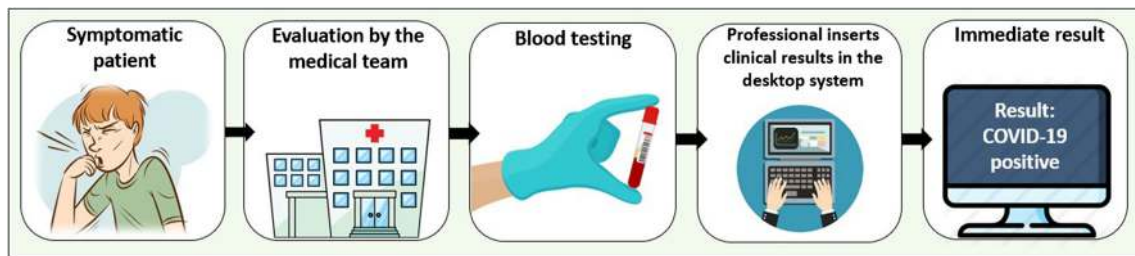 Symptomatic
patient
Evaluation by the
medical team
Blood testing
Professional inserts
clinical results in the
desktop system
Immediate result
Result:
COVID-19
positive